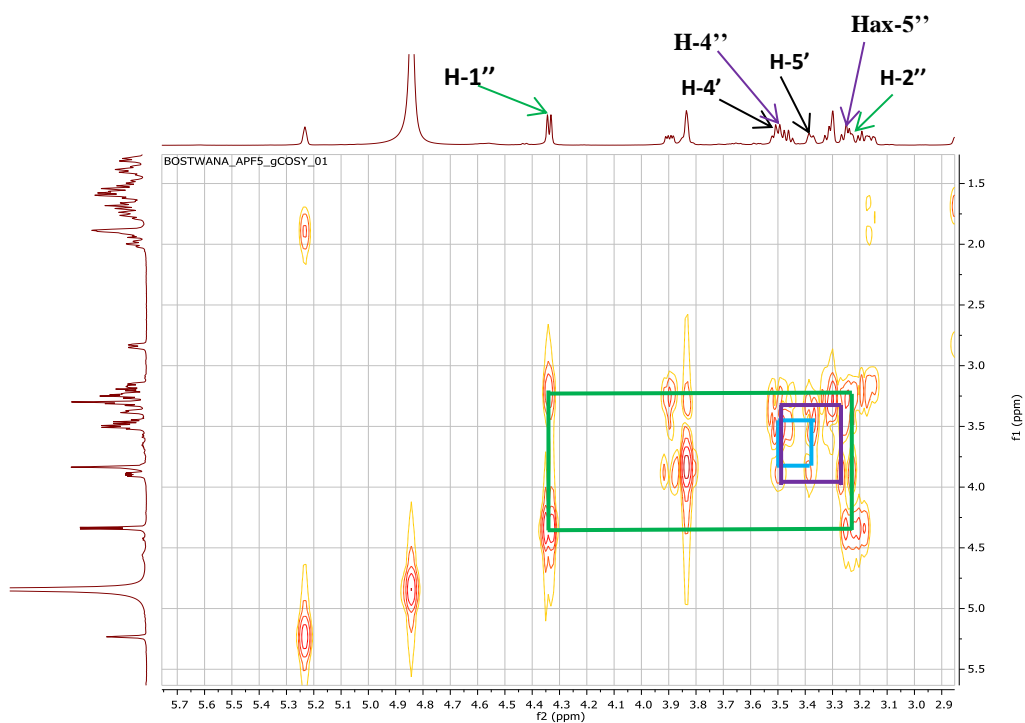 Hax-5’’
H-4’’
H-5’
H-1’’
H-4’
H-2’’
BOSTWANA_APF5_gCOSY_01
1.5
2.0
2.5
3.0
3.5
4.0
4.5
5.0
5.5
f1 (ppm)
5.7 5.6 5.5 5.4 5.3 5.2 5.1 5.0 4.9 4.8 4.7 4.6 4.5 4.4 4.3 4.2 4.1 4.0 3.9 3.8 3.7 3.6 3.5 3.4 3.3 3.2 3.1 3.0 2.9
f2 (ppm)